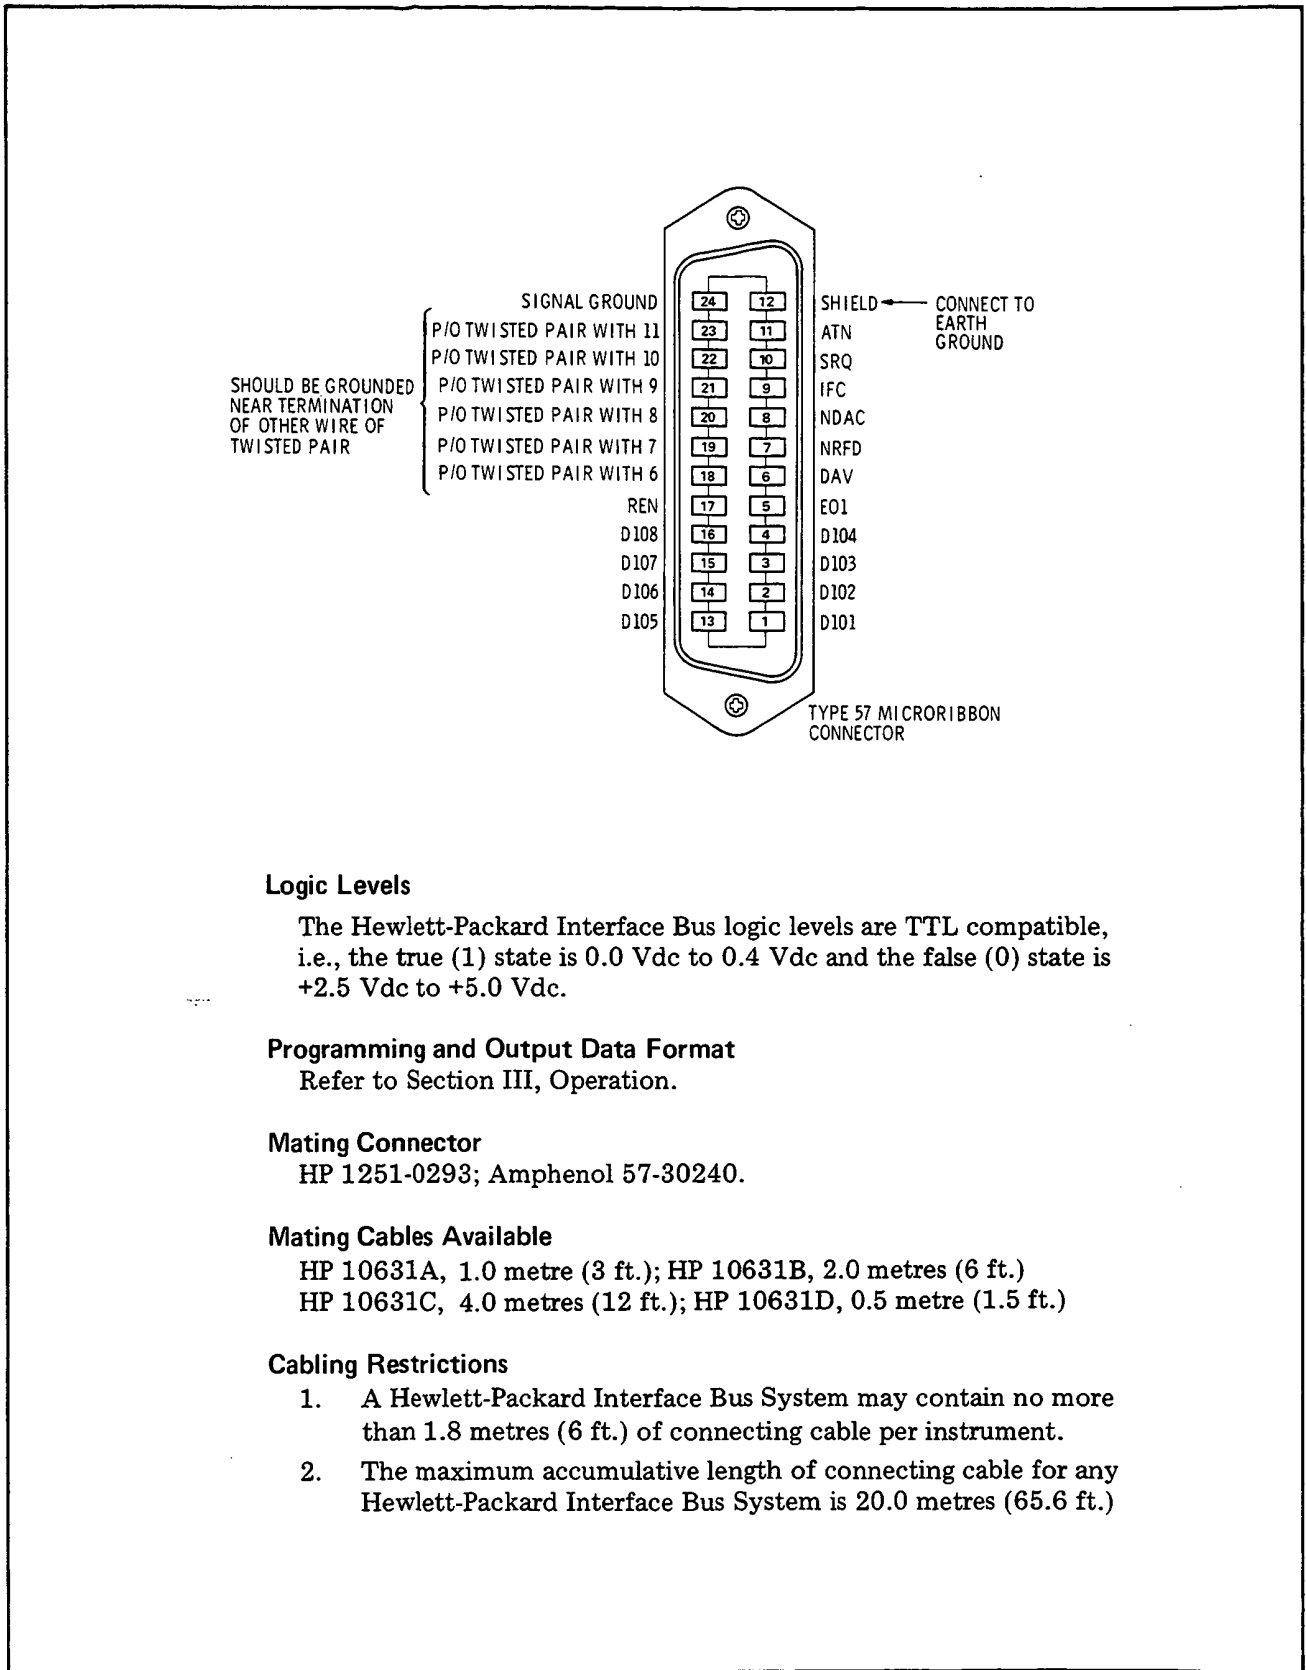 SIGNAL GROUND 24 12 SHIELD CONNECT TO
EARTH
GROUND
P/O TWISTED PAIR WITH 11 23 11 ATN
P/O TWISTED PAIR WITH 10 22 10 SRQ
P/O TWISTED PAIR WITH 9 21 9 IFC
P/O TWISTED PAIR WITH 8 20 8 NDAC
P/O TWISTED PAIR WITH 7 19 7 NRFD
P/O TWISTED PAIR WITH 6 18 6 DAV
SHOULD BE GROUNDED
NEAR TERMINATION
OF OTHER WIRE OF
TWISTED PAIR
REN 17 5 EO1
D108 16 4 D104
D107 15 3 D103
D106 14 2 D102
D105 13 1 D101
TYPE 57 MICRORIBBON
CONNECTOR
Logic Levels
The Hewlett-Packard Interface Bus logic levels are TTL compatible,
i.e., the true (1) state is 0.0 Vdc to 0.4 Vdc and the false (0) state is
+2.5 Vdc to +5.0 Vdc.
Programming and Output Data Format
Refer to Section III, Operation.
Mating Connector
HP 1251-0293; Amphenol 57-30240.
Mating Cables Available
HP 10631A, 1.0 metre (3 ft.); HP 10631B, 2.0 metres (6 ft.)
HP 10631C, 4.0 metres (12 ft.); HP 10631D, 0.5 metre (1.5 ft.)
Cabling Restrictions
1. A Hewlett-Packard Interface Bus System may contain no more
than 1.8 metres (6 ft.) of connecting cable per instrument.
2. The maximum accumulative length of connecting cable for any
Hewlett-Packard Interface Bus System is 20.0 metres (65.6 ft.)